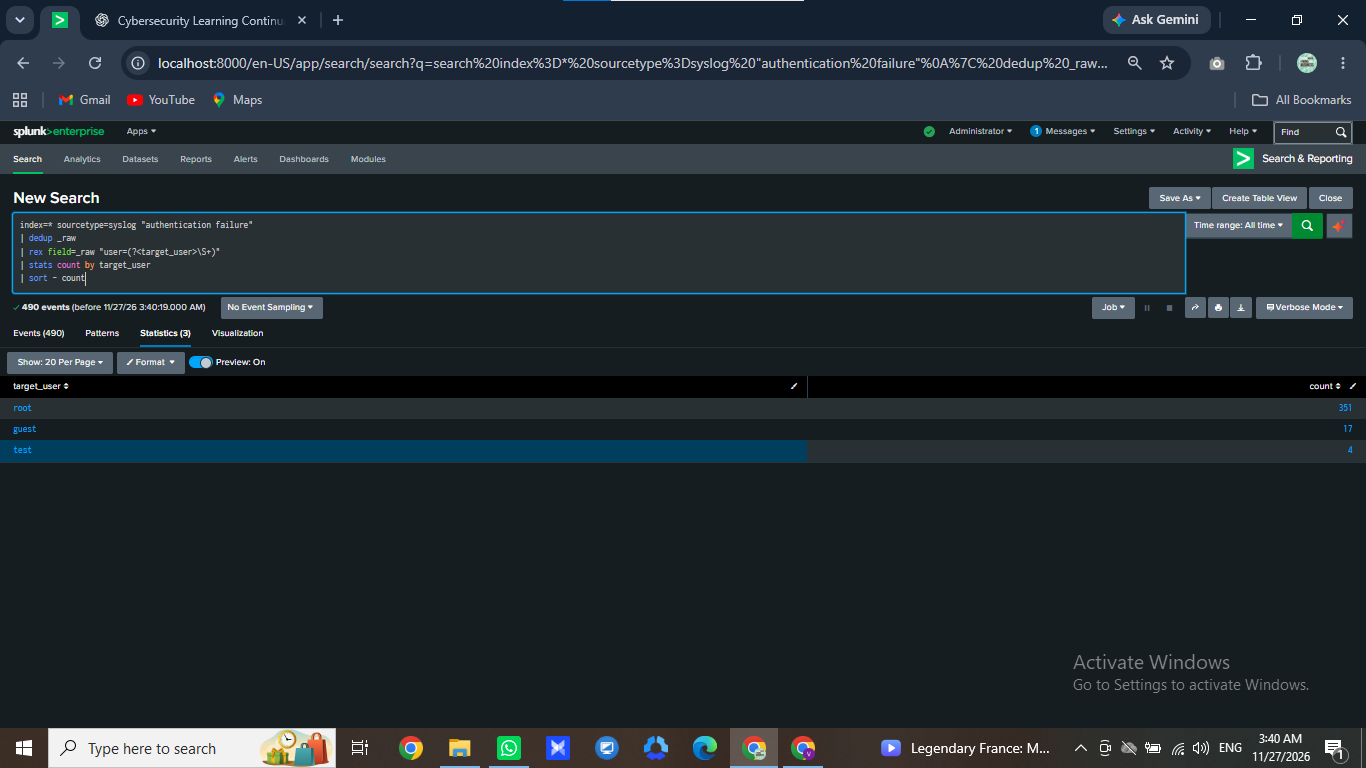 Cybersecurity Learning Continu
Ask Gemini
localhost:8000/en-US/app/search/search?q=search%20index%3D*%20sourcetype%3Dsyslog%20"authentication%20failure"%0A%7C%20dedup%20_raw...
Gmail
YouTube
Maps
All Bookmarks
splunk>enterprise
Apps
Administrator
1
Messages
Settings
Activity
Help
Find
Search
Analytics
Datasets
Reports
Alerts
Dashboards
Modules
Search & Reporting
New Search
Save As
Create Table View
Close
index=* sourcetype=syslog "authentication failure"
| dedup _raw
| rex field=_raw "user=(?<target_user>\S+)"
| stats count by target_user
| sort - count
Time range: All time
490 events (before 11/27/26 3:40:19.000 AM)
No Event Sampling
Job
Verbose Mode
Events (490)
Patterns
Statistics (3)
Visualization
Show: 20 Per Page
Format
Preview: On
target_user
count
root
351
guest
17
test
4
Activate Windows
Go to Settings to activate Windows.
Type here to search
Legendary France: M...
ENG
3:40 AM
11/27/2026
1